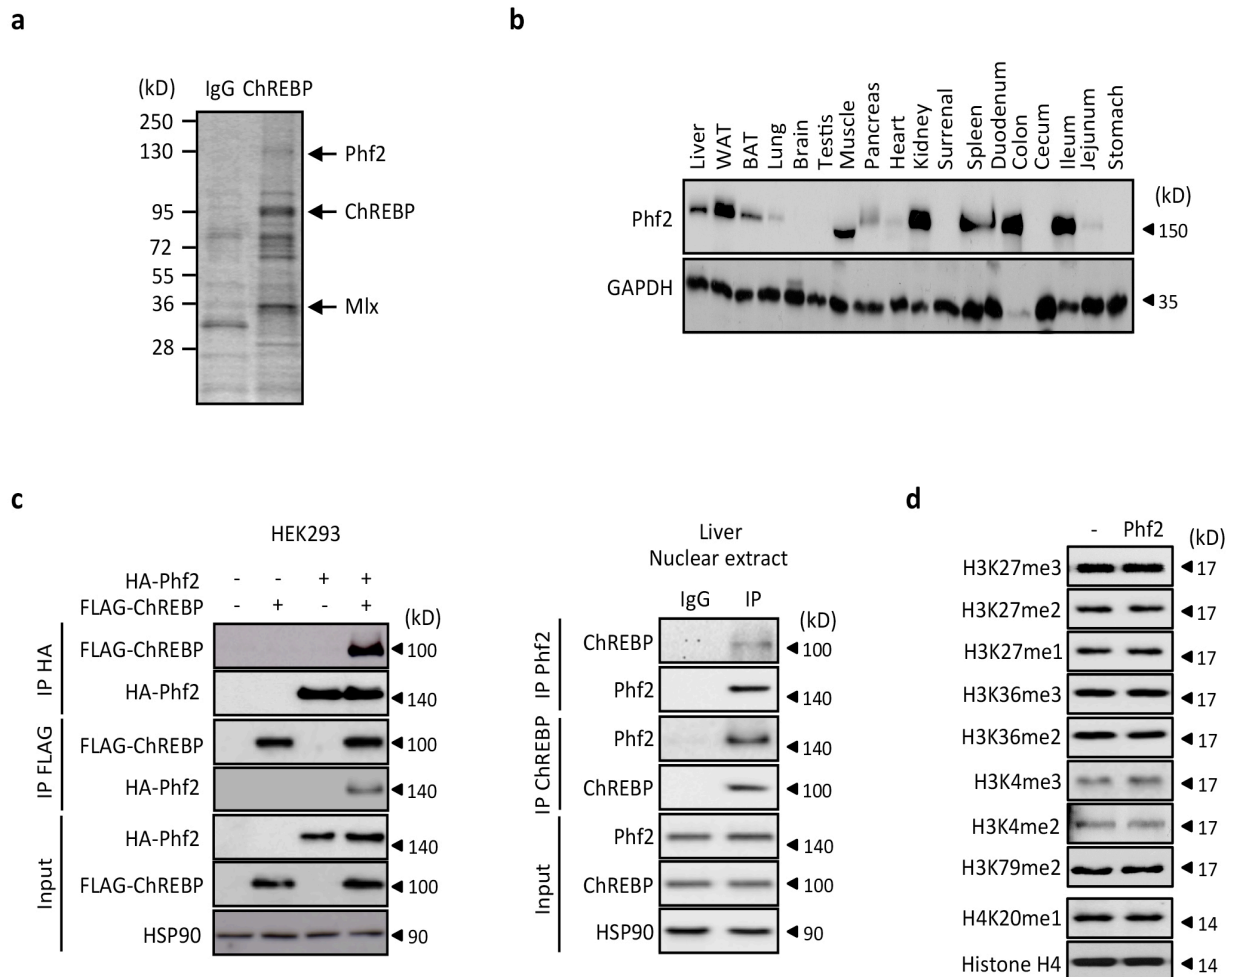 a
(kD) IgG ChREBP
250
130 Phf2
95 ChREBP
72
55
36 Mlx
28
b
Liver WAT BAT Lung Brain Testis Muscle Pancreas Heart Kidney Surrenal Spleen Duodenum Colon Cecum Ileum Jejunum Stomach
(kD)
Phf2 150
GAPDH 35
c
HEK293
HA-Phf2 - - + +
FLAG-ChREBP - + - +
(kD)
IP HA
FLAG-ChREBP 100
HA-Phf2 140
IP FLAG
FLAG-ChREBP 100
HA-Phf2 140
Input
HA-Phf2 140
FLAG-ChREBP 100
HSP90 90
Liver
Nuclear extract
IgG IP
(kD)
IP Phf2
ChREBP 100
Phf2 140
IP ChREBP
Phf2 140
ChREBP 100
Input
Phf2 140
ChREBP 100
HSP90 90
d
- Phf2
(kD)
H3K27me3 17
H3K27me2 17
H3K27me1 17
H3K36me3 17
H3K36me2 17
H3K4me3 17
H3K4me2 17
H3K79me2 17
H4K20me1 14
Histone H4 14